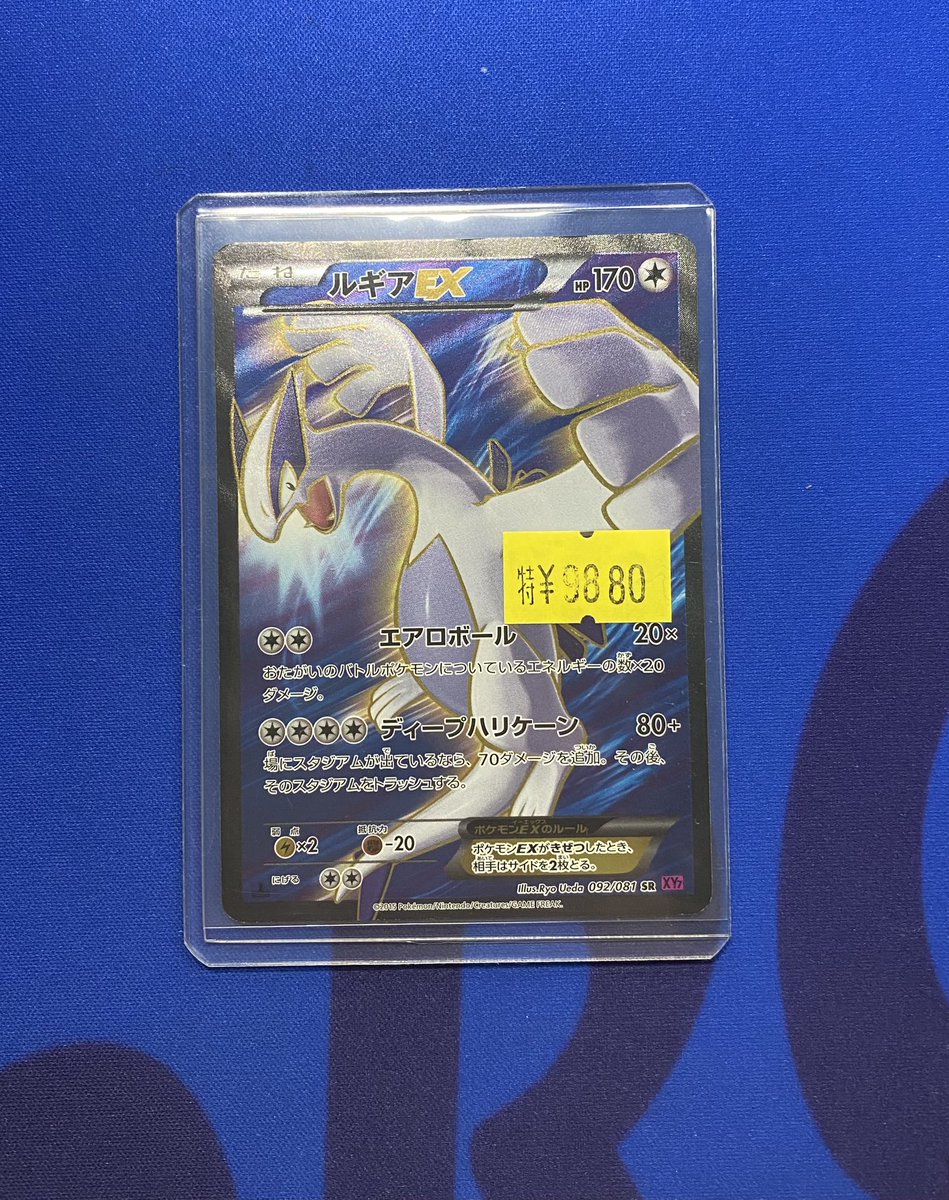 たね
ルギアEX
HP 170
特¥9880
エアロボール 20×
おたがいのバトルポケモンについているエネルギーの数×20
ダメージ。
ディープハリケーン 80+
場にスタジアムが出ているなら、70ダメージを追加。その後、
そのスタジアムをトラッシュする。
弱点 ×2 抵抗力 -20
にげる
ポケモンEXのルール
ポケモンEXがきぜつしたとき、
相手はサイドを2枚とる。
Illus.Ryo Ueda 092/081 SR XY7
©2015 Pokémon/Nintendo/Creatures/GAME FREAK.